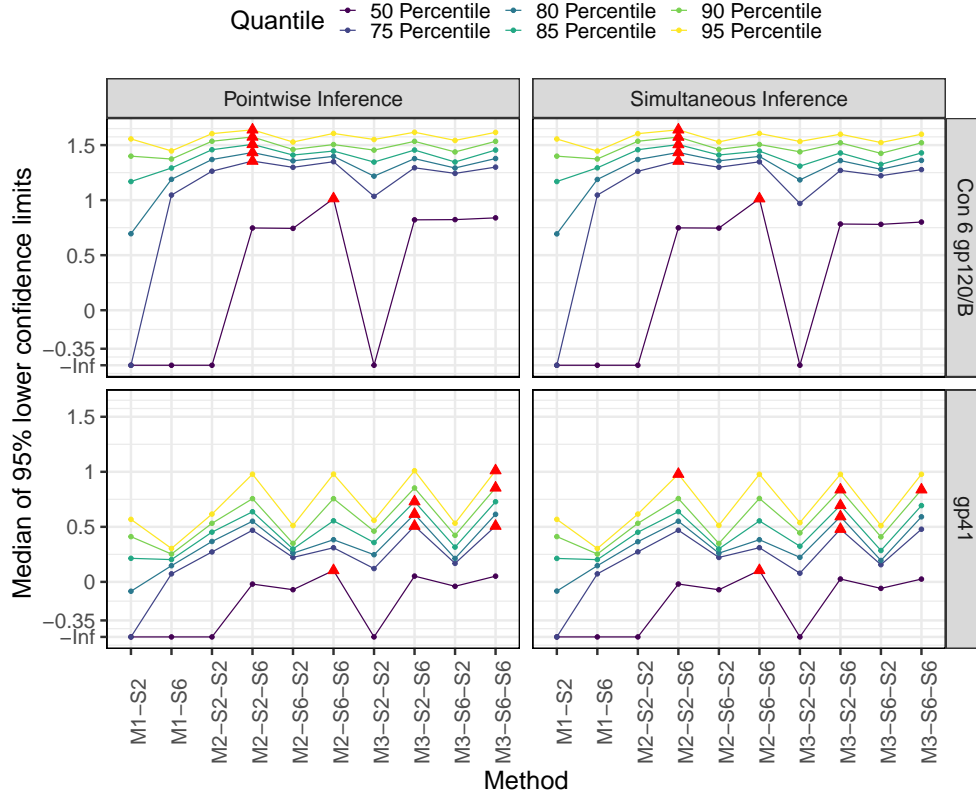 Quantile
50 Percentile
80 Percentile
90 Percentile
75 Percentile
85 Percentile
95 Percentile
Pointwise Inference
Simultaneous Inference
Median of 95% lower confidence limits
1.5
1
0.5
0
−0.35
−Inf
Con 6 gp120/B
1.5
1
0.5
0
−0.35
−Inf
gp41
M1−S2
M1−S6
M2−S2−S2
M2−S2−S6
M2−S6−S2
M2−S6−S6
M3−S2−S2
M3−S2−S6
M3−S6−S2
M3−S6−S6
M1−S2
M1−S6
M2−S2−S2
M2−S2−S6
M2−S6−S2
M2−S6−S6
M3−S2−S2
M3−S2−S6
M3−S6−S2
M3−S6−S6
Method